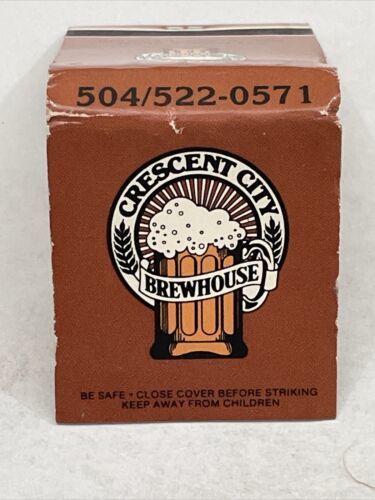 504/522-0571
CRESCENT CITY
BREWHOUSE
BE SAFE • CLOSE COVER BEFORE STRIKING
KEEP AWAY FROM CHILDREN